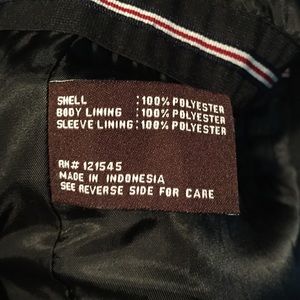 SHELL : 100% POLYESTER
BODY LINING : 100% POLYESTER
SLEEVE LINING : 100% POLYESTER
RN# 121545
MADE IN INDONESIA
SEE REVERSE SIDE FOR CARE